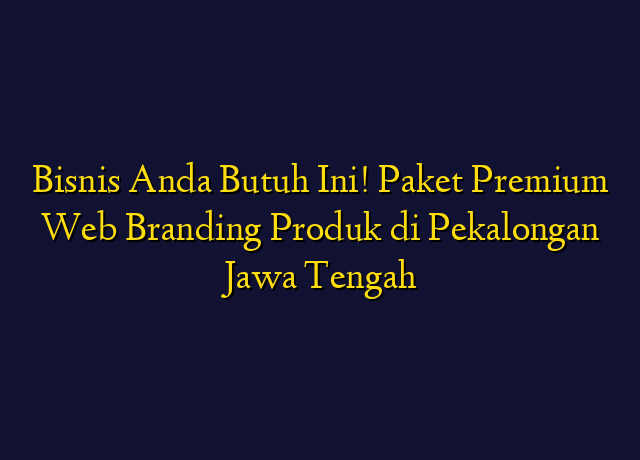 Bisnis Anda Butuh Ini! Paket Premium
Web Branding Produk di Pekalongan
Jawa Tengah